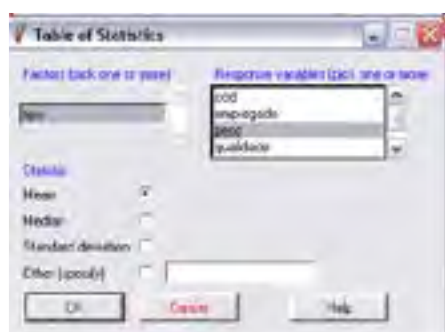 Table of Statistics
Factors (pick one or more)
Response variables (pick one or more
tipo
cod
empregado
peso
qualidade
Statistic
Mean
Median
Standard deviation
Other (specify)
OK
Cancel
Help